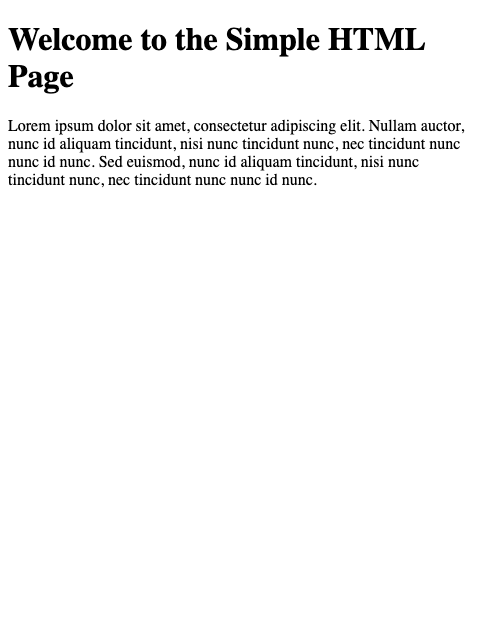 Welcome to the Simple HTML
Page
Lorem ipsum dolor sit amet, consectetur adipiscing elit. Nullam auctor,
nunc id aliquam tincidunt, nisi nunc tincidunt nunc, nec tincidunt nunc
nunc id nunc. Sed euismod, nunc id aliquam tincidunt, nisi nunc
tincidunt nunc, nec tincidunt nunc nunc id nunc.